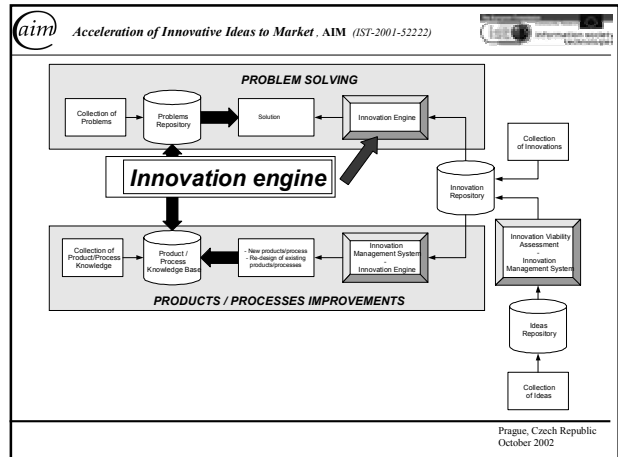 aim
Acceleration of Innovative Ideas to Market , AIM (IST-2001-52222)
ist
information society
technologies
PROBLEM SOLVING
Collection of
Problems
Problems
Repository
Solution
Innovation Engine
Collection
of Innovations
Innovation engine
Innovation
Repository
Collection of
Product/Process
Knowledge
Product /
Process
Knowledge Base
- New products/process
- Re-design of existing
products/processes
Innovation
Management System
-
Innovation Engine
Innovation Viability
Assessment
-
Innovation
Management System
PRODUCTS / PROCESSES IMPROVEMENTS
Ideas
Repository
Collection
of Ideas
Prague, Czech Republic
October 2002